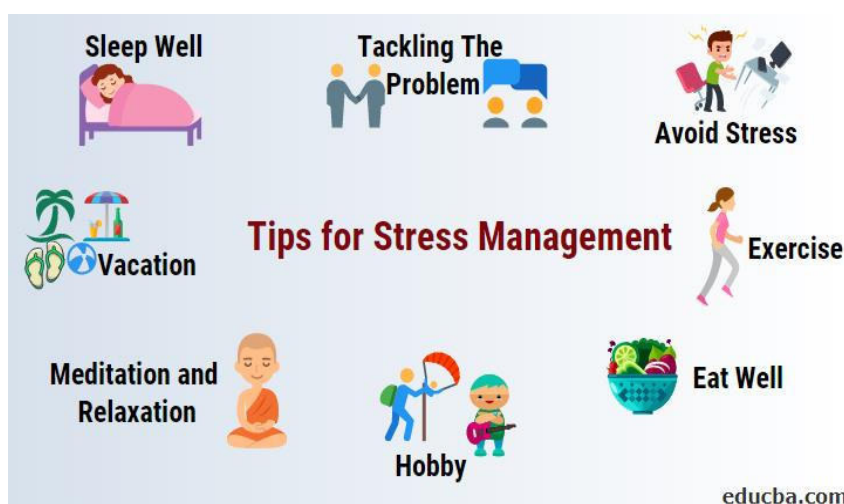 Sleep Well
Tackling The
Problem
Avoid Stress
Vacation
Tips for Stress Management
Exercise
Meditation and
Relaxation
Hobby
Eat Well
educba.com